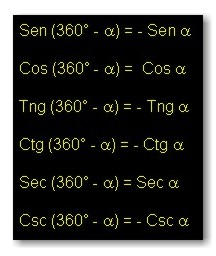 Sen (360° - α) = - Sen α
Cos (360° - α) = Cos α
Tng (360° - α) = - Tng α
Ctg (360° - α) = - Ctg α
Sec (360° - α) = Sec α
Csc (360° - α) = - Csc α